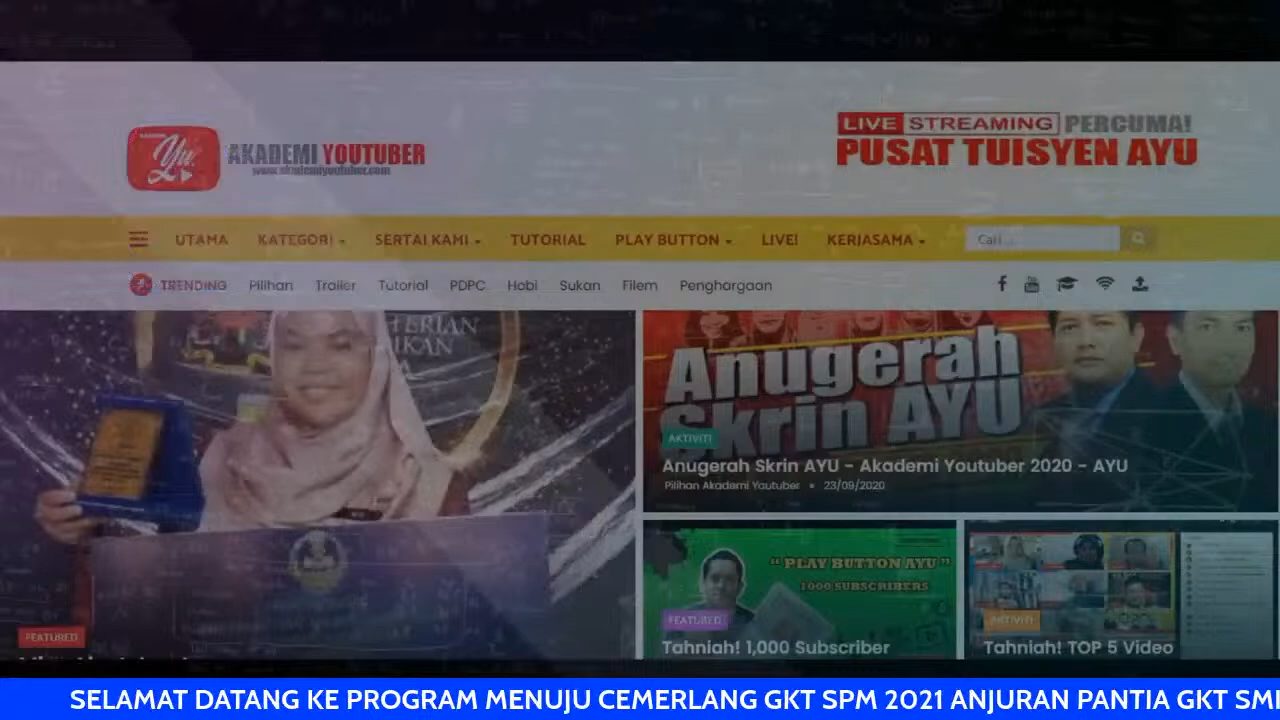 AKADEMI YOUTUBER
www.akademiyoutuber.com
LIVE STREAMING PERCUMA!
PUSAT TUISYEN AYU
UTAMA KATEGORI SERTAI KAMI TUTORIAL PLAY BUTTON LIVE! KERJASAMA Cari...
TRENDING Pilihan Trailer Tutorial PDPC Hobi Sukan Filem Penghargaan
Anugerah
Skrin AYU
AKTIVITI
Anugerah Skrin AYU - Akademi Youtuber 2020 - AYU
Pilihan Akademi Youtuber • 23/09/2020
"PLAY BUTTON AYU"
1000 SUBSCRIBERS
FEATURED
Tahniah! 1,000 Subscriber
AKTIVITI
Tahniah! TOP 5 Video
FEATURED
SELAMAT DATANG KE PROGRAM MENUJU CEMERLANG GKT SPM 2021 ANJURAN PANTIA GKT